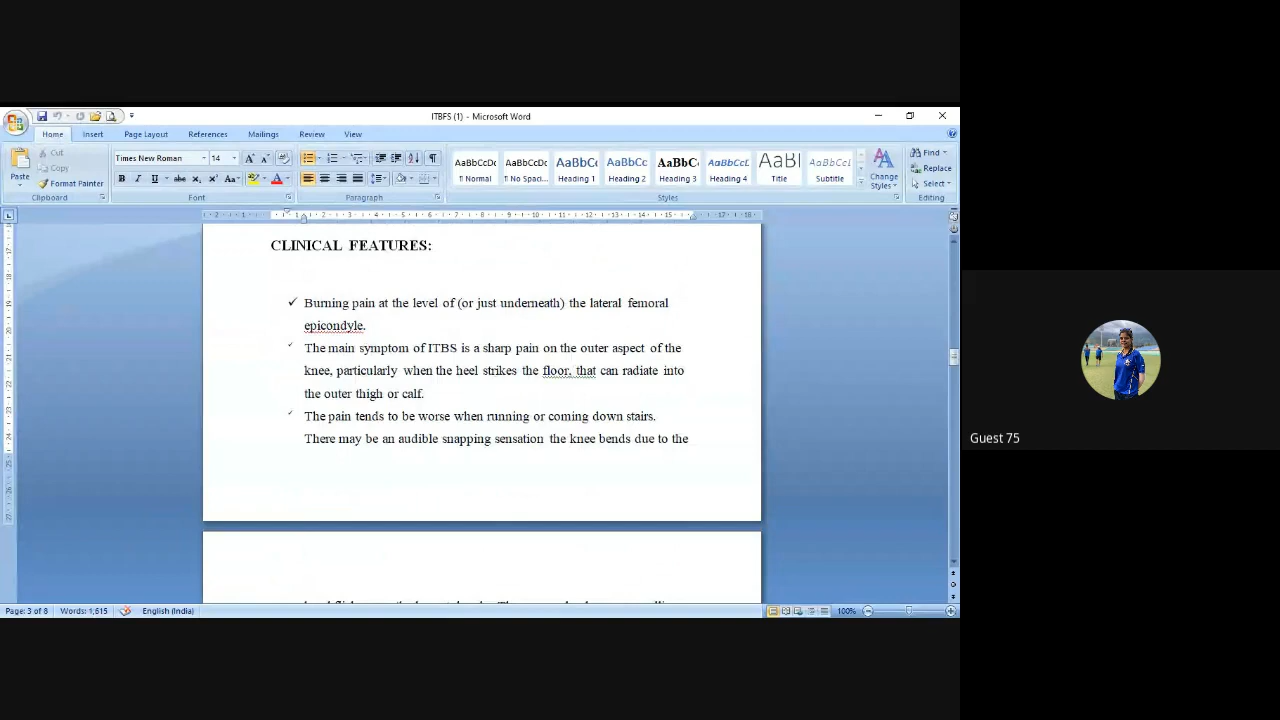 ITBFS (1) - Microsoft Word
Home Insert Page Layout References Mailings Review View
Paste
Cut
Copy
Format Painter
Clipboard
Times New Roman 14
Font
Paragraph
AaBbCcDc AaBbCcDc AaBbCc AaBbCc AaBbC AaBbCcL AaBl AaBbCcL
¶ Normal ¶ No Spaci... Heading 1 Heading 2 Heading 3 Heading 4 Title Subtitle
Change Styles
Styles
Find
Replace
Select
Editing
CLINICAL FEATURES:
✓ Burning pain at the level of (or just underneath) the lateral femoral
epicondyle.
✓ The main symptom of ITBS is a sharp pain on the outer aspect of the
knee, particularly when the heel strikes the floor, that can radiate into
the outer thigh or calf.
✓ The pain tends to be worse when running or coming down stairs.
There may be an audible snapping sensation the knee bends due to the
Page: 3 of 8 Words: 1,615 English (India) 100%
Guest 75